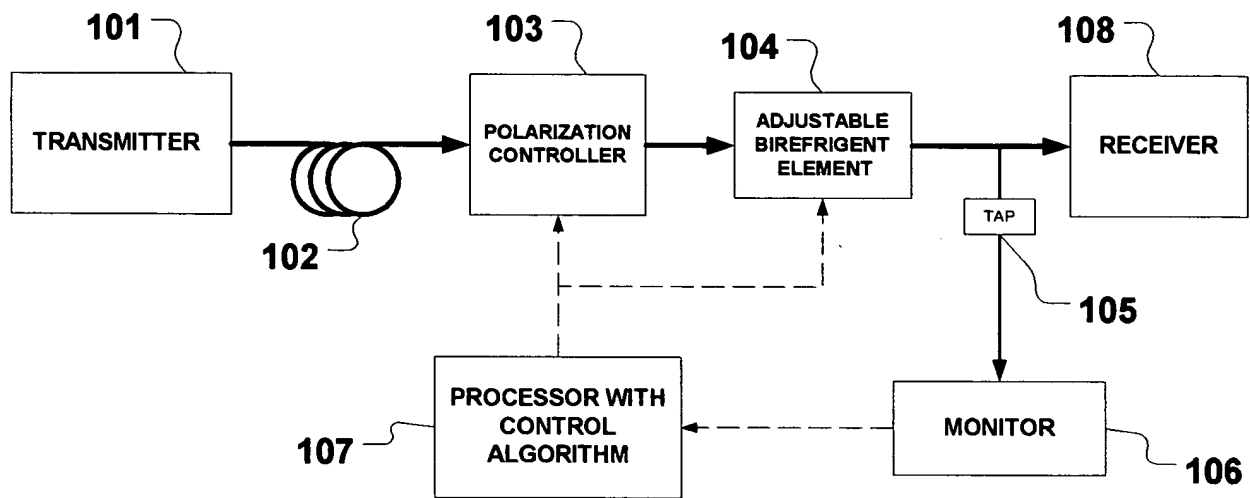 101
103
104
108
TRANSMITTER
POLARIZATION
CONTROLLER
ADJUSTABLE
BIREFRIGENT
ELEMENT
RECEIVER
TAP
102
105
PROCESSOR WITH
CONTROL
ALGORITHM
MONITOR
107
106